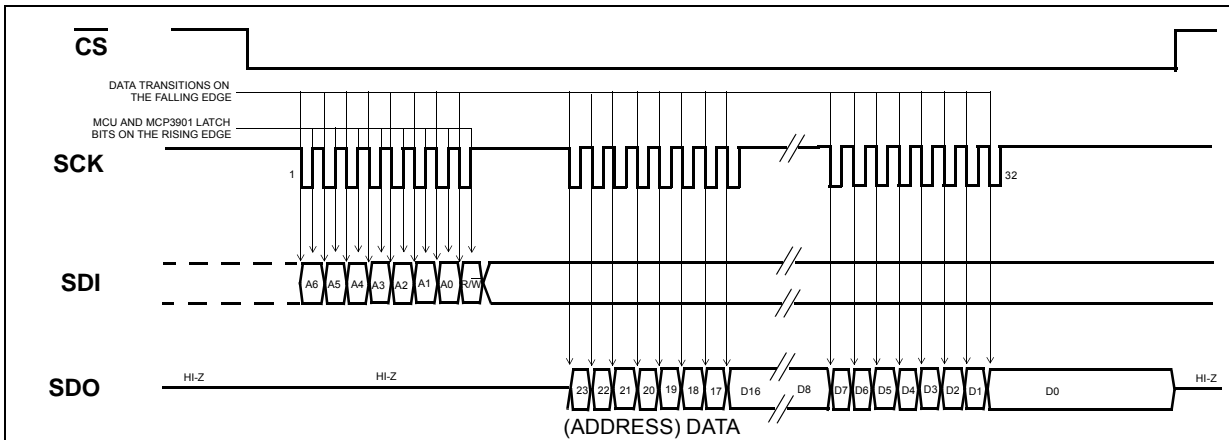 CS
DATA TRANSITIONS ON
THE FALLING EDGE
MCU AND MCP3901 LATCH
BITS ON THE RISING EDGE
SCK
1
32
SDI
A6 A5 A4 A3 A2 A1 A0 R/W
SDO
HI-Z HI-Z HI-Z
23 22 21 20 19 18 17 D16 D8 D7 D6 D5 D4 D3 D2 D1 D0
(ADDRESS) DATA